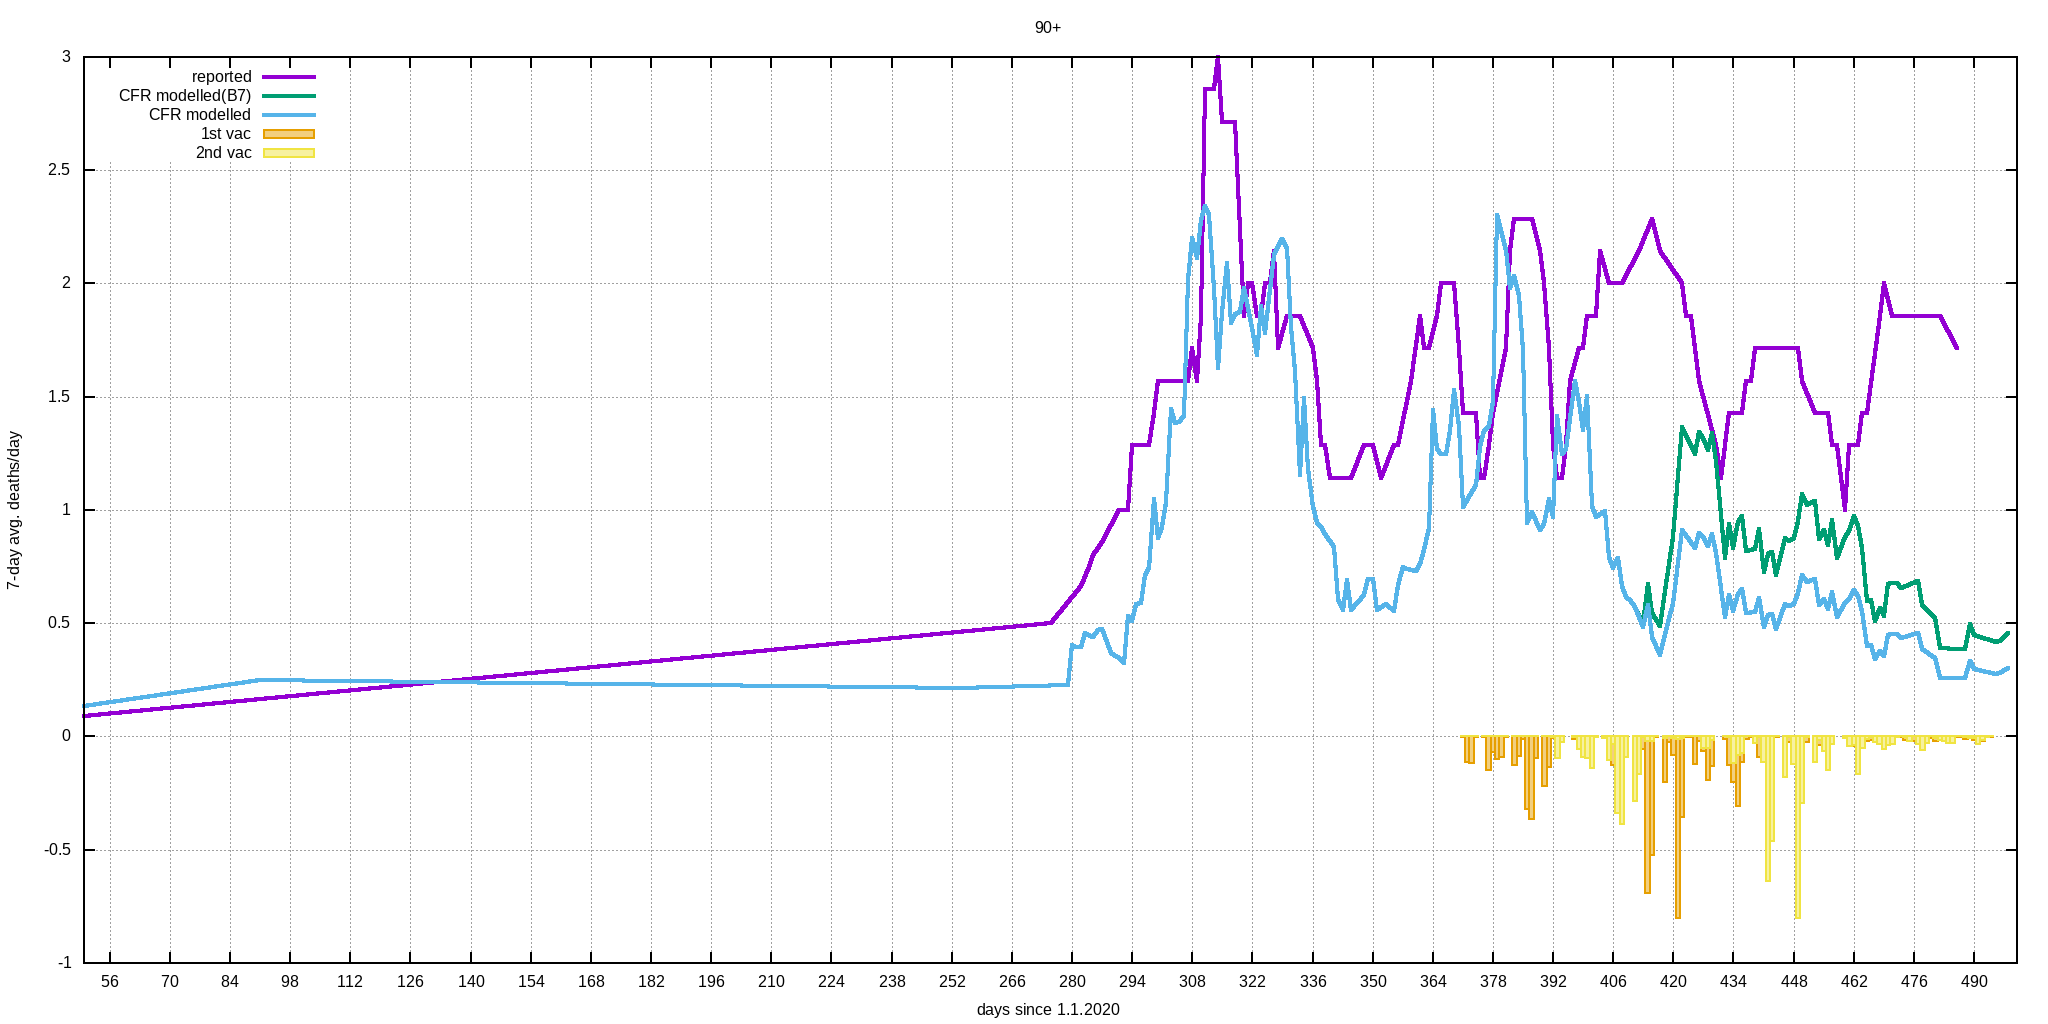 90+
reported
CFR modelled(B7)
CFR modelled
1st vac
2nd vac
3
2.5
2
1.5
1
0.5
0
-0.5
-1
7-day avg. deaths/day
56 70 84 98 112 126 140 154 168 182 196 210 224 238 252 266 280 294 308 322 336 350 364 378 392 406 420 434 448 462 476 490
days since 1.1.2020